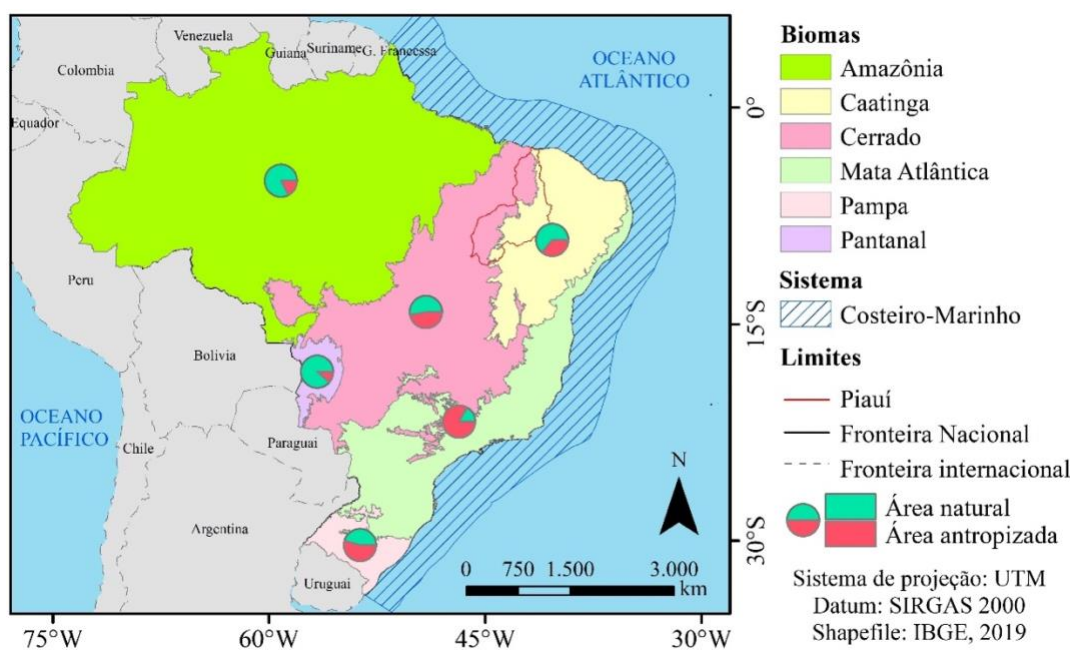 Venezuela
Guiana
Suriname
G. Francessa
Colombia
Equador
Peru
Bolívia
Paraguai
Chile
Argentina
Uruguai
OCEANO
ATLÂNTICO
OCEANO
PACÍFICO
N
0 750 1.500 3.000
km
0°
15°S
30°S
75°W 60°W 45°W 30°W
Biomas
Amazônia
Caatinga
Cerrado
Mata Atlântica
Pampa
Pantanal
Sistema
Costeiro-Marinho
Limites
Piauí
Fronteira Nacional
Fronteira internacional
Área natural
Área antropizada
Sistema de projeção: UTM
Datum: SIRGAS 2000
Shapefile: IBGE, 2019